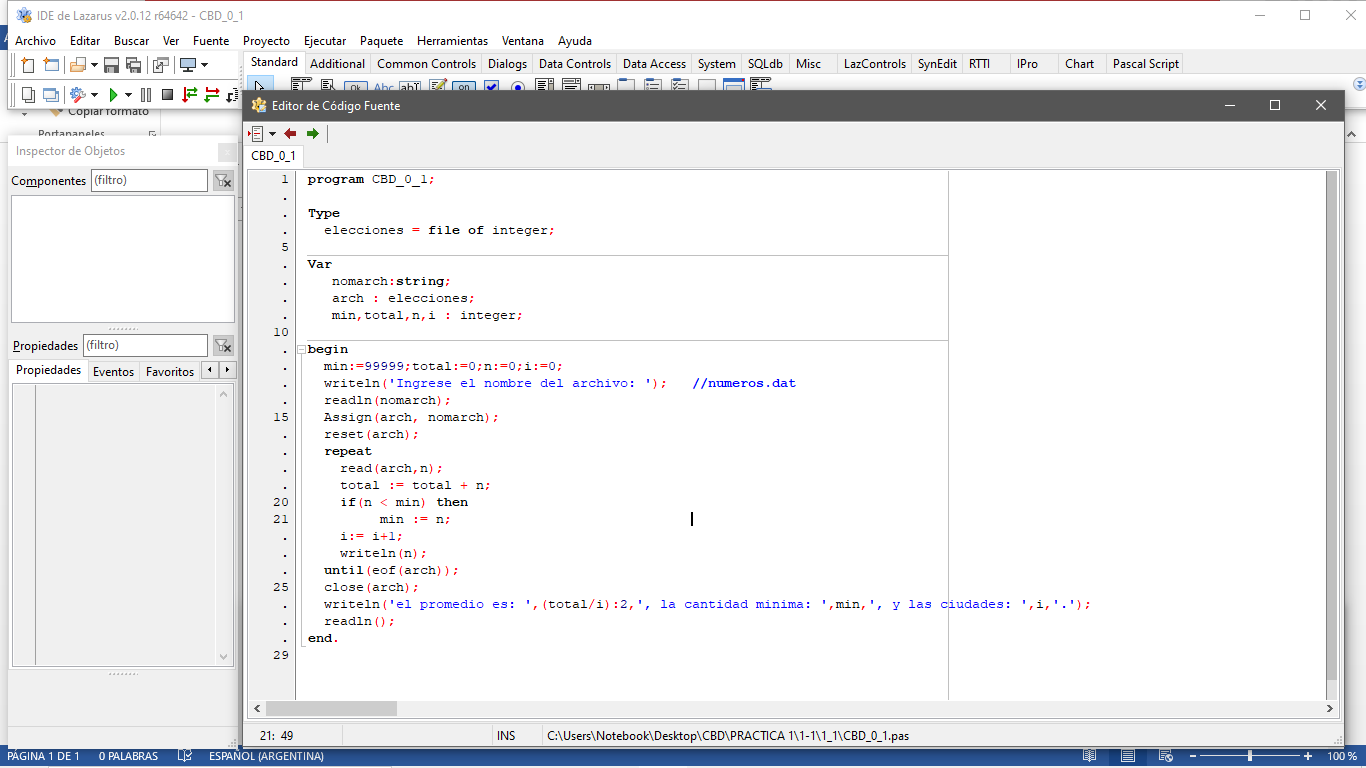 IDE de Lazarus v2.0.12 r64642 - CBD_0_1
Archivo Editar Buscar Ver Fuente Proyecto Ejecutar Paquete Herramientas Ventana Ayuda
Standard Additional Common Controls Dialogs Data Controls Data Access System SQLdb Misc LazControls SynEdit RTTI IPro Chart Pascal Script
Copiar formato
Portapapeles
Editor de Código Fuente
Inspector de Objetos
Componentes (filtro)
Propiedades (filtro)
Propiedades Eventos Favoritos
CBD_0_1
1 program CBD_0_1;
.
. Type
. elecciones = file of integer;
5
. Var
. nomarch:string;
. arch : elecciones;
. min,total,n,i : integer;
10
. begin
. min:=99999;total:=0;n:=0;i:=0;
. writeln('Ingrese el nombre del archivo: '); //numeros.dat
. readln(nomarch);
15 Assign(arch, nomarch);
. reset(arch);
. repeat
. read(arch,n);
. total := total + n;
20 if(n < min) then
21 min := n;
. i:= i+1;
. writeln(n);
. until(eof(arch));
25 close(arch);
. writeln('el promedio es: ',(total/i):2,', la cantidad minima: ',min,', y las ciudades: ',i,'.');
. readln();
. end.
29
21: 49 INS C:\Users\Notebook\Desktop\CBD\PRACTICA 1\1-1\1_1\CBD_0_1.pas
PÁGINA 1 DE 1 0 PALABRAS ESPAÑOL (ARGENTINA) 100 %